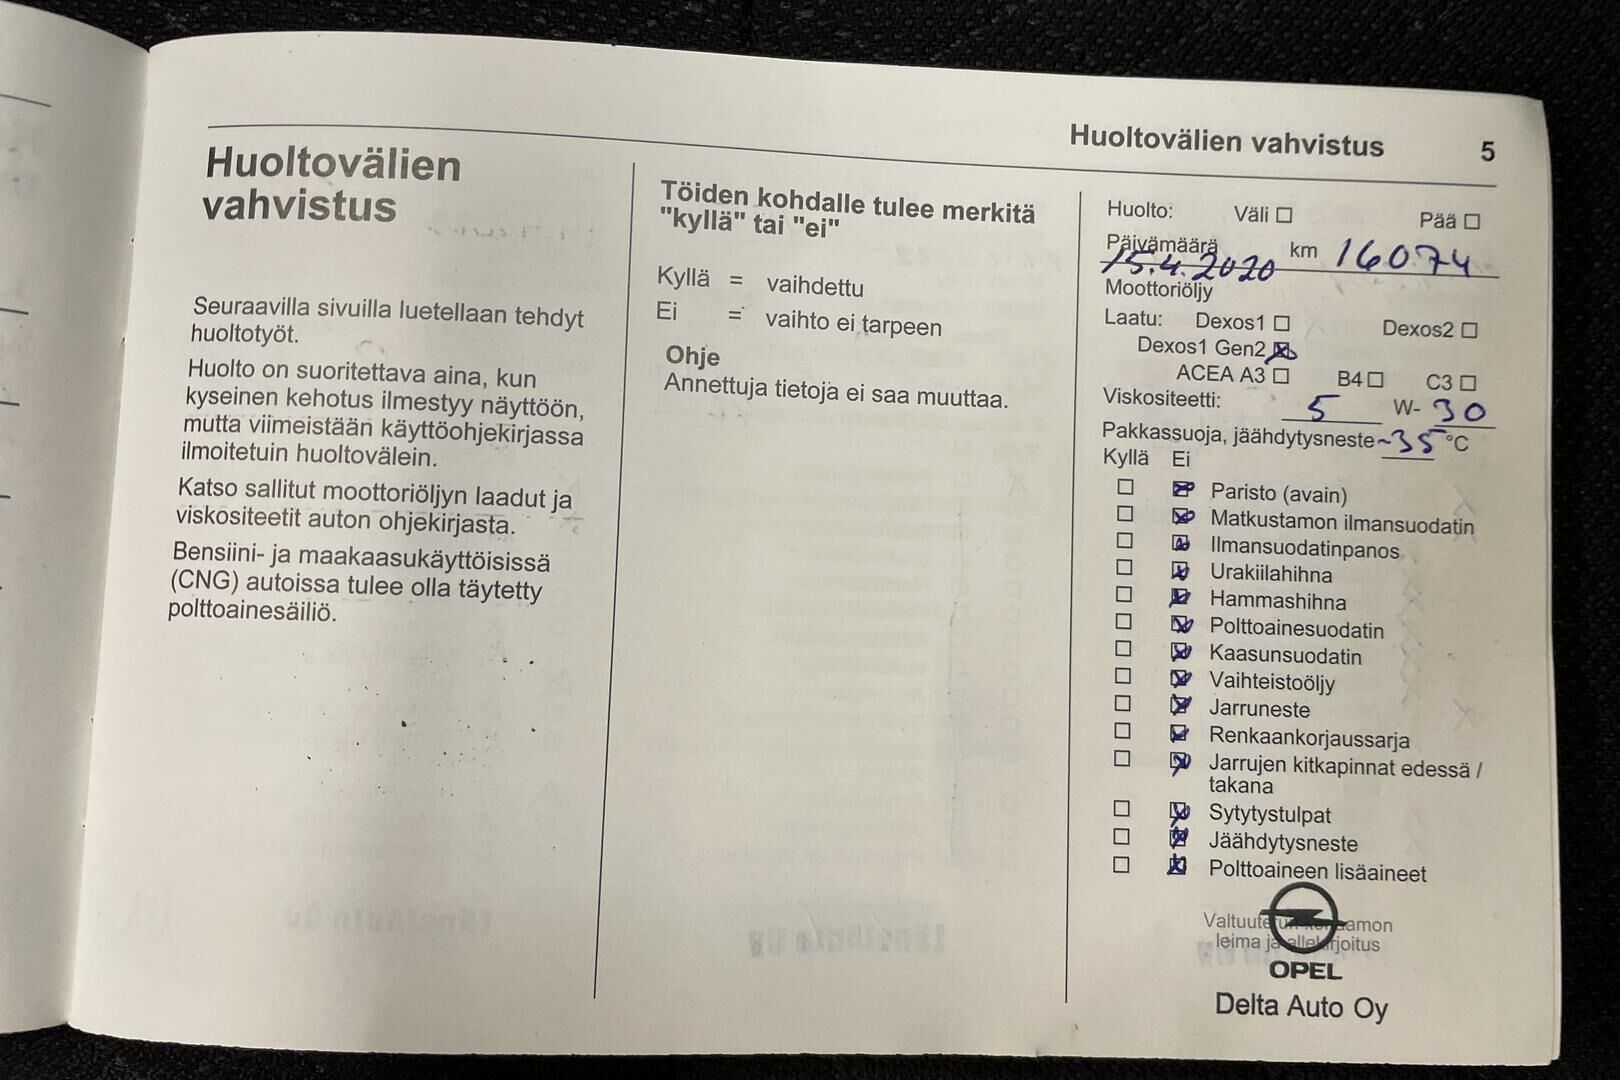 Huoltovälien vahvistus 5
Huoltovälien
vahvistus
Seuraavilla sivuilla luetellaan tehdyt
huoltotyöt.
Huolto on suoritettava aina, kun
kyseinen kehotus ilmestyy näyttöön,
mutta viimeistään käyttöohjekirjassa
ilmoitetuin huoltovälein.
Katso sallitut moottoriöljyn laadut ja
viskositeetit auton ohjekirjasta.
Bensiini- ja maakaasukäyttöisissä
(CNG) autoissa tulee olla täytetty
polttoainesäiliö.
Töiden kohdalle tulee merkitä
"kyllä" tai "ei"
Kyllä = vaihdettu
Ei = vaihto ei tarpeen
Ohje
Annettuja tietoja ei saa muuttaa.
Huolto: Väli ☐ Pää ☐
Päivämäärä 15.4.2020 km 16074
Moottoriöljy
Laatu: Dexos1 ☐ Dexos2 ☐
Dexos1 Gen2 ☒
ACEA A3 ☐ B4 ☐ C3 ☐
Viskositeetti: 5 W- 30
Pakkassuoja, jäähdytysneste -35 °C
Kyllä Ei
☐ ☒ Paristo (avain)
☐ ☒ Matkustamon ilmansuodatin
☐ ☒ Ilmansuodatinpanos
☐ ☒ Urakiilahihna
☐ ☒ Hammashihna
☐ ☒ Polttoainesuodatin
☐ ☒ Kaasunsuodatin
☐ ☒ Vaihteistoöljy
☐ ☒ Jarruneste
☐ ☒ Renkaankorjaussarja
☐ ☒ Jarrujen kitkapinnat edessä /
takana
☐ ☒ Sytytystulpat
☐ ☒ Jäähdytysneste
☐ ☒ Polttoaineen lisäaineet
leima ja allekirjoitus
OPEL
Delta Auto Oy